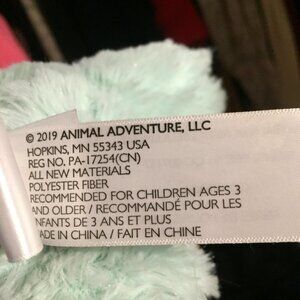 © 2019 ANIMAL ADVENTURE, LLC
HOPKINS, MN 55343 USA
REG NO. PA-17254(CN)
ALL NEW MATERIALS
POLYESTER FIBER
RECOMMENDED FOR CHILDREN AGES 3
AND OLDER / RECOMMANDÉ POUR LES
ENFANTS DE 3 ANS ET PLUS
MADE IN CHINA / FAIT EN CHINE